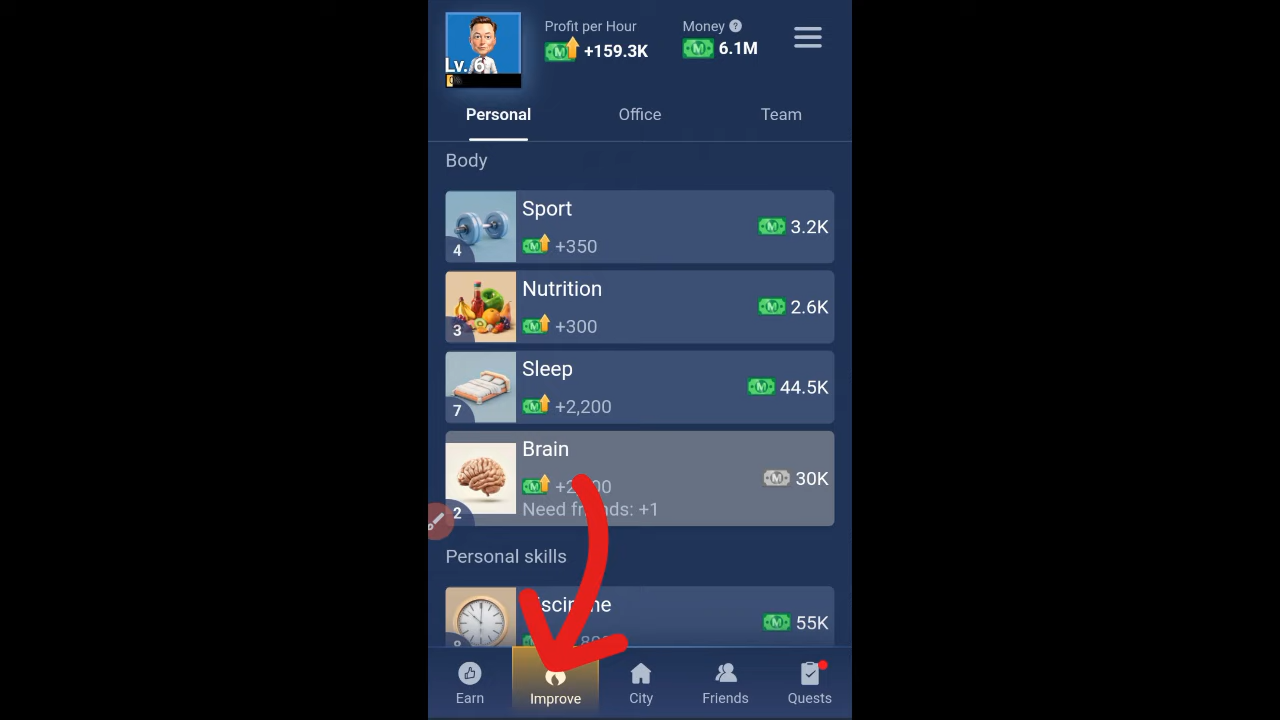 Profit per Hour
+159.3K
Money ?
6.1M
Lv. 6
Personal
Office
Team
Body
Sport
+350
4
3.2K
Nutrition
+300
3
2.6K
Sleep
+2,200
7
44.5K
Brain
2
30K
Need friends: +1
Personal skills
55K
Earn
Improve
City
Friends
Quests